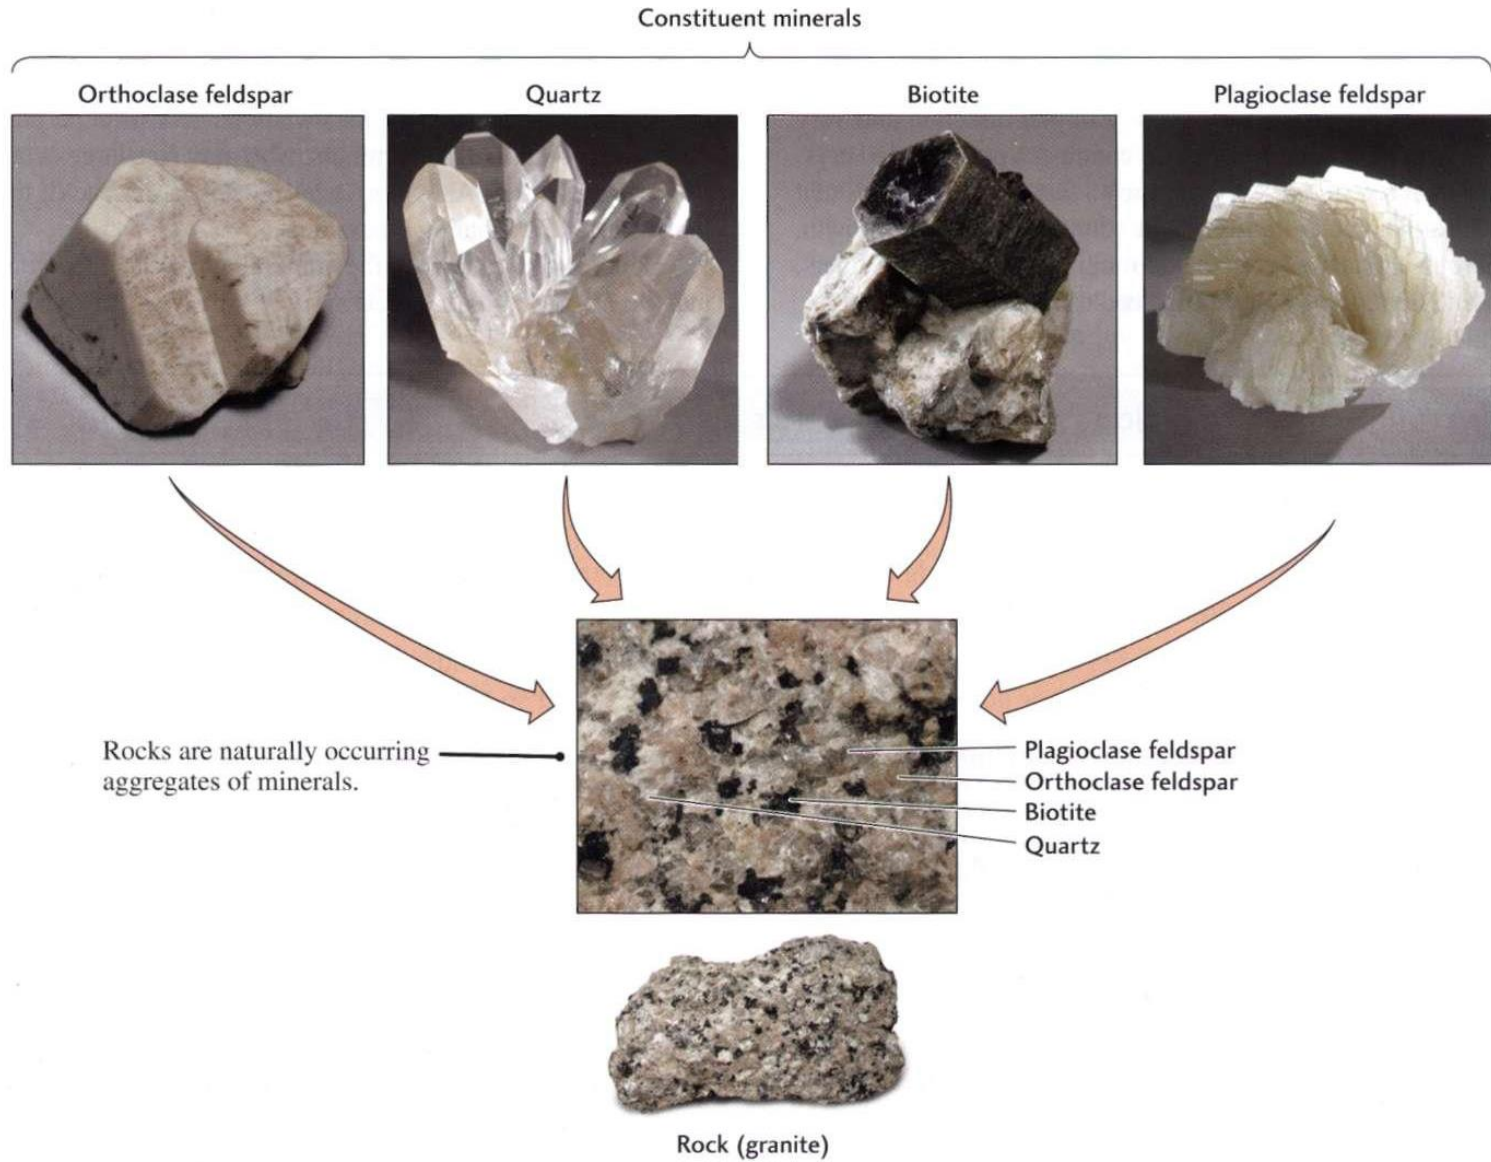 Constituent minerals
Orthoclase feldspar
Quartz
Biotite
Plagioclase feldspar
Rocks are naturally occurring
aggregates of minerals.
Plagioclase feldspar
Orthoclase feldspar
Biotite
Quartz
Rock (granite)